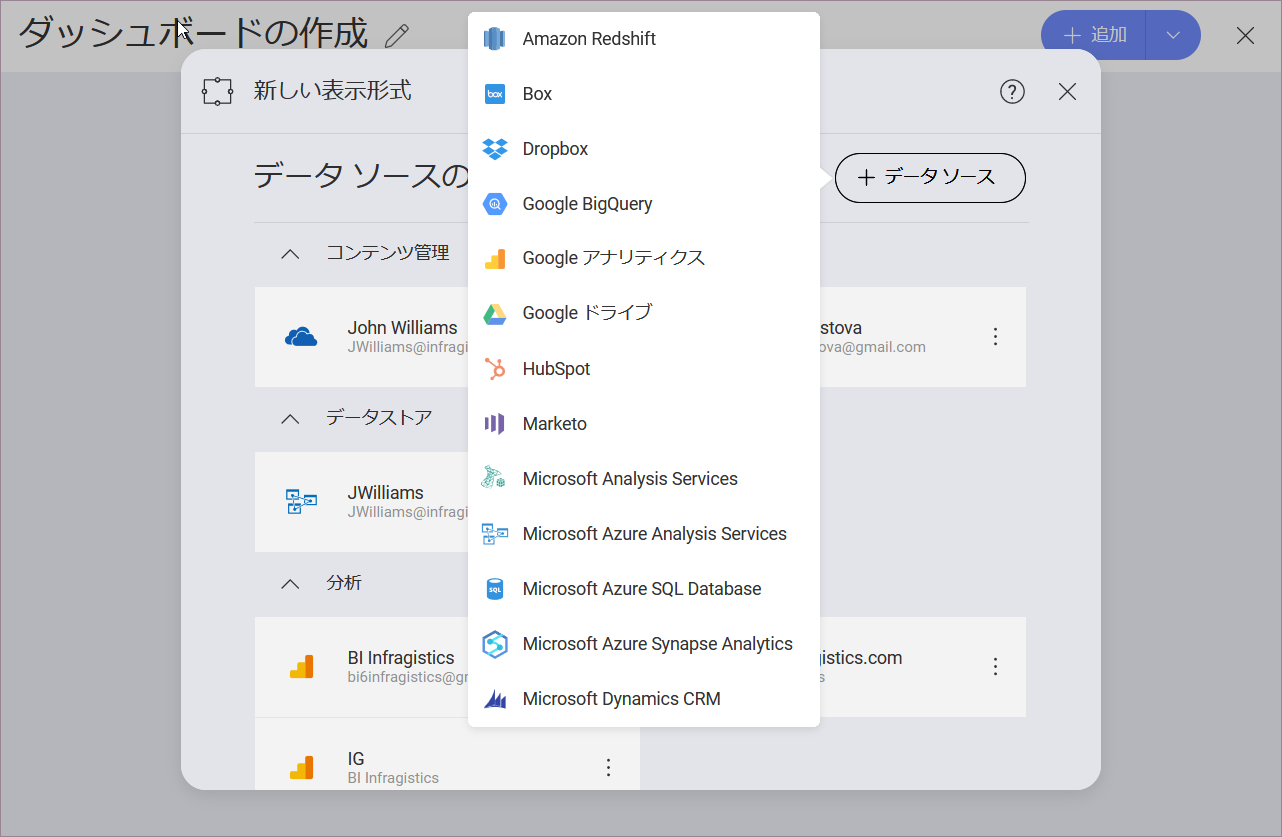 ダッシュボードの作成
追加
新しい表示形式
データ ソースの
データ ソース
Amazon Redshift
Box
Dropbox
Google BigQuery
Google アナリティクス
Google ドライブ
HubSpot
Marketo
Microsoft Analysis Services
Microsoft Azure Analysis Services
Microsoft Azure SQL Database
Microsoft Azure Synapse Analytics
Microsoft Dynamics CRM
コンテンツ管理
John Williams
JWilliams@infragi
stova
ova@gmail.com
データストア
JWilliams
JWilliams@infragi
分析
BI Infragistics
bi6infragistics@gr
gistics.com
s
IG
BI Infragistics
box
SQL